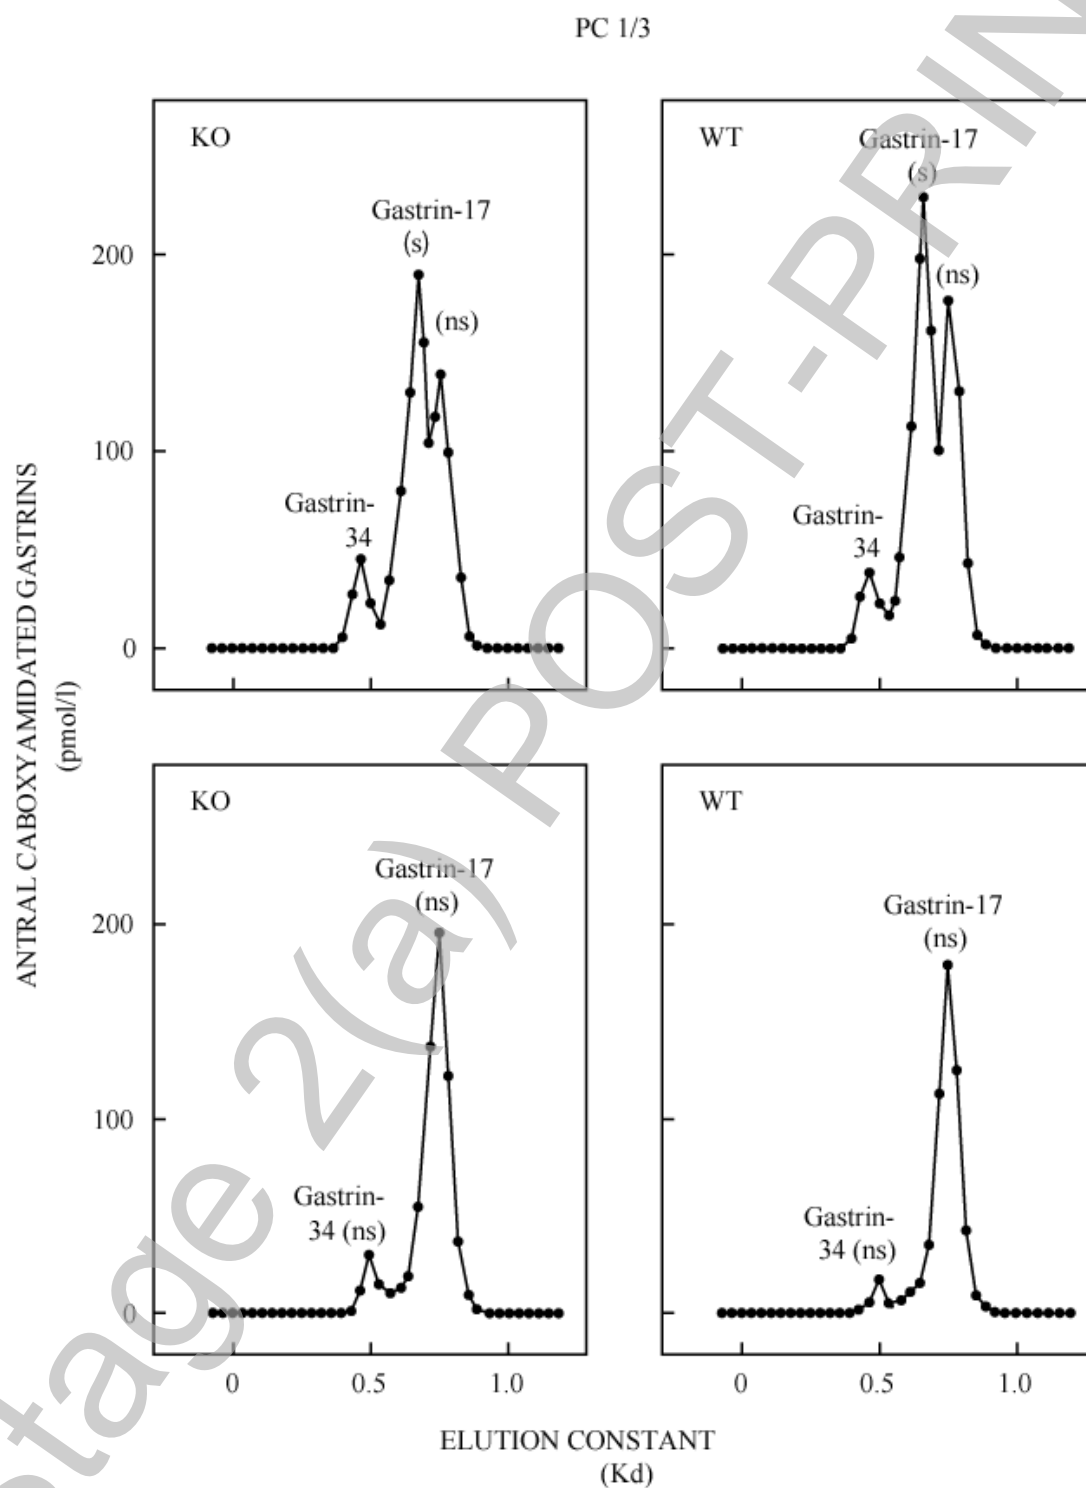 PC 1/3
KO
Gastrin-17
(s)
(ns)
Gastrin-
34
200
100
0
WT
Gastrin-17
(s)
(ns)
Gastrin-
34
KO
Gastrin-17
(ns)
Gastrin-
34 (ns)
200
100
0
0
0.5
1.0
WT
Gastrin-17
(ns)
Gastrin-
34 (ns)
0
0.5
1.0
ANTRAL CABOXYAMIDATED GASTRINS
(pmol/l)
ELUTION CONSTANT
(Kd)
tage 2(a) POST-PRIN